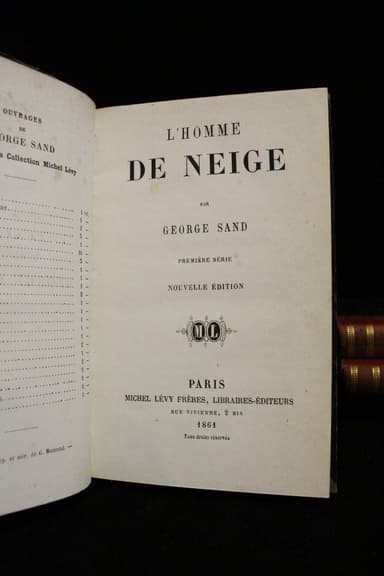 OUVRAGES
DE
GEORGE SAND
Collection Michel Lévy
L'HOMME
DE NEIGE
PAR
GEORGE SAND
PREMIÈRE SÉRIE
NOUVELLE ÉDITION
ML
PARIS
MICHEL LÉVY FRÈRES, LIBRAIRES-ÉDITEURS
RUE VIVIENNE, 2 BIS
1861
Tous droits réservés